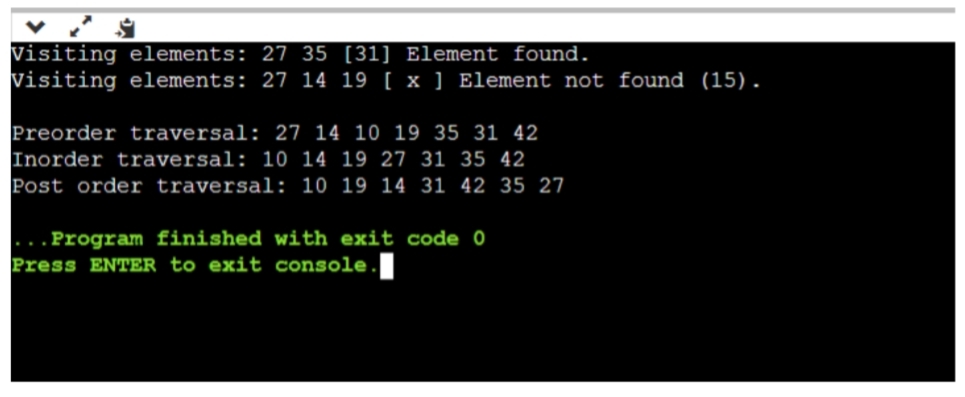 Visiting elements: 27 35 [31] Element found.
Visiting elements: 27 14 19 [ x ] Element not found (15).
Preorder traversal: 27 14 10 19 35 31 42
Inorder traversal: 10 14 19 27 31 35 42
Post order traversal: 10 19 14 31 42 35 27
...Program finished with exit code 0
Press ENTER to exit console.